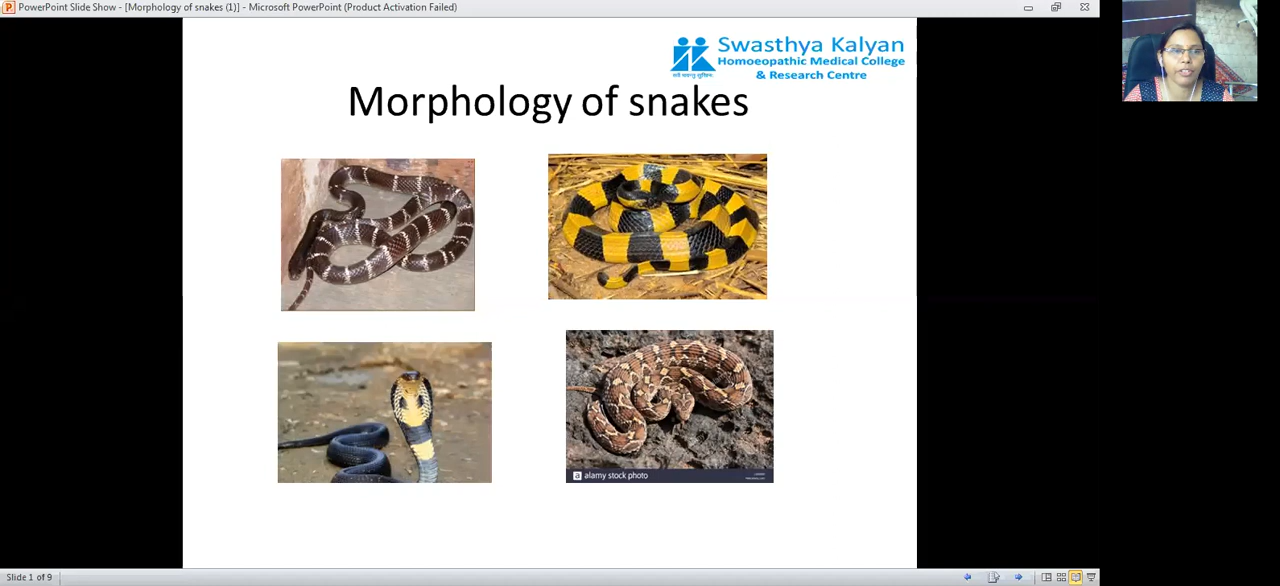 PowerPoint Slide Show - [Morphology of snakes (1)] - Microsoft PowerPoint (Product Activation Failed)
Swasthya Kalyan
Homoeopathic Medical College
& Research Centre
Morphology of snakes
a alamy stock photo
Slide 1 of 9